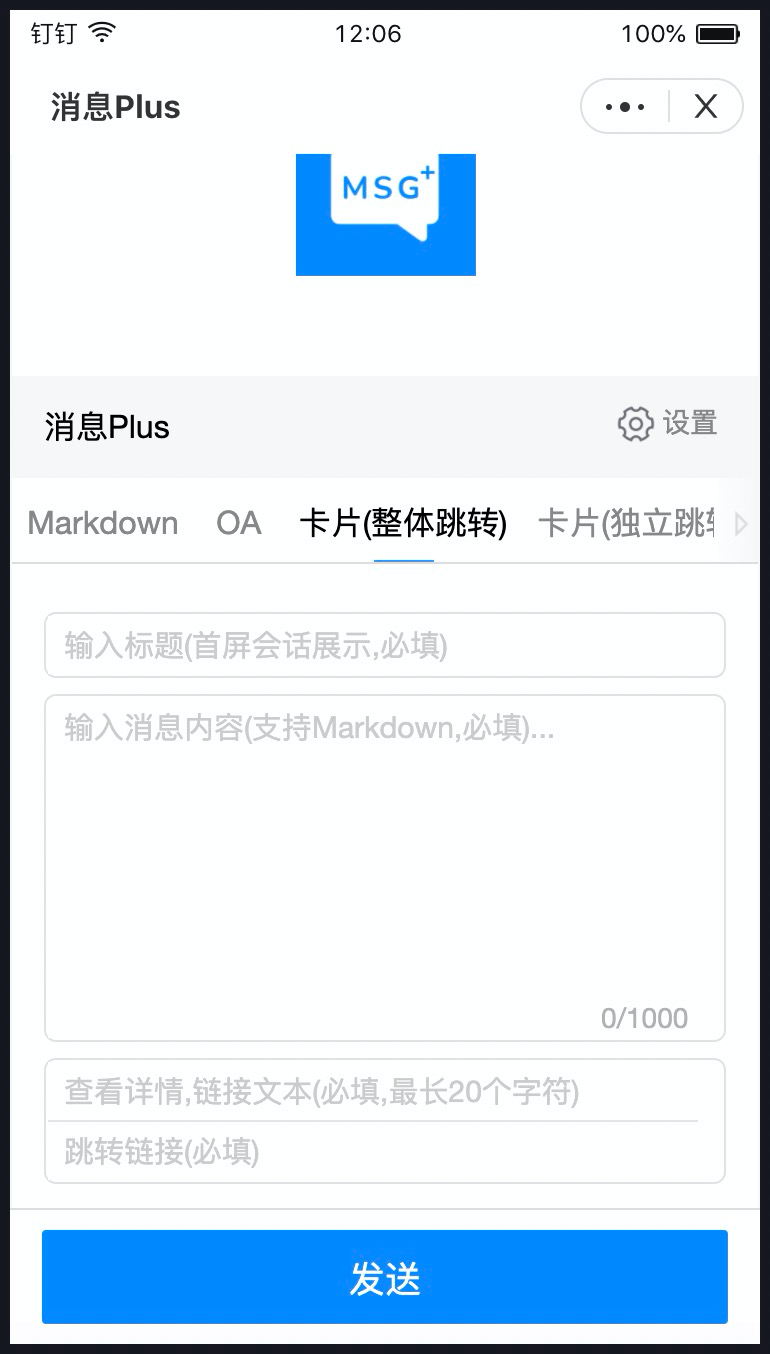 钉钉 12:06 100%
消息Plus X
MSG+
消息Plus 设置
Markdown OA 卡片(整体跳转) 卡片(独立跳转
输入标题(首屏会话展示,必填)
输入消息内容(支持Markdown,必填)...
0/1000
查看详情,链接文本(必填,最长20个字符)
跳转链接(必填)
发送